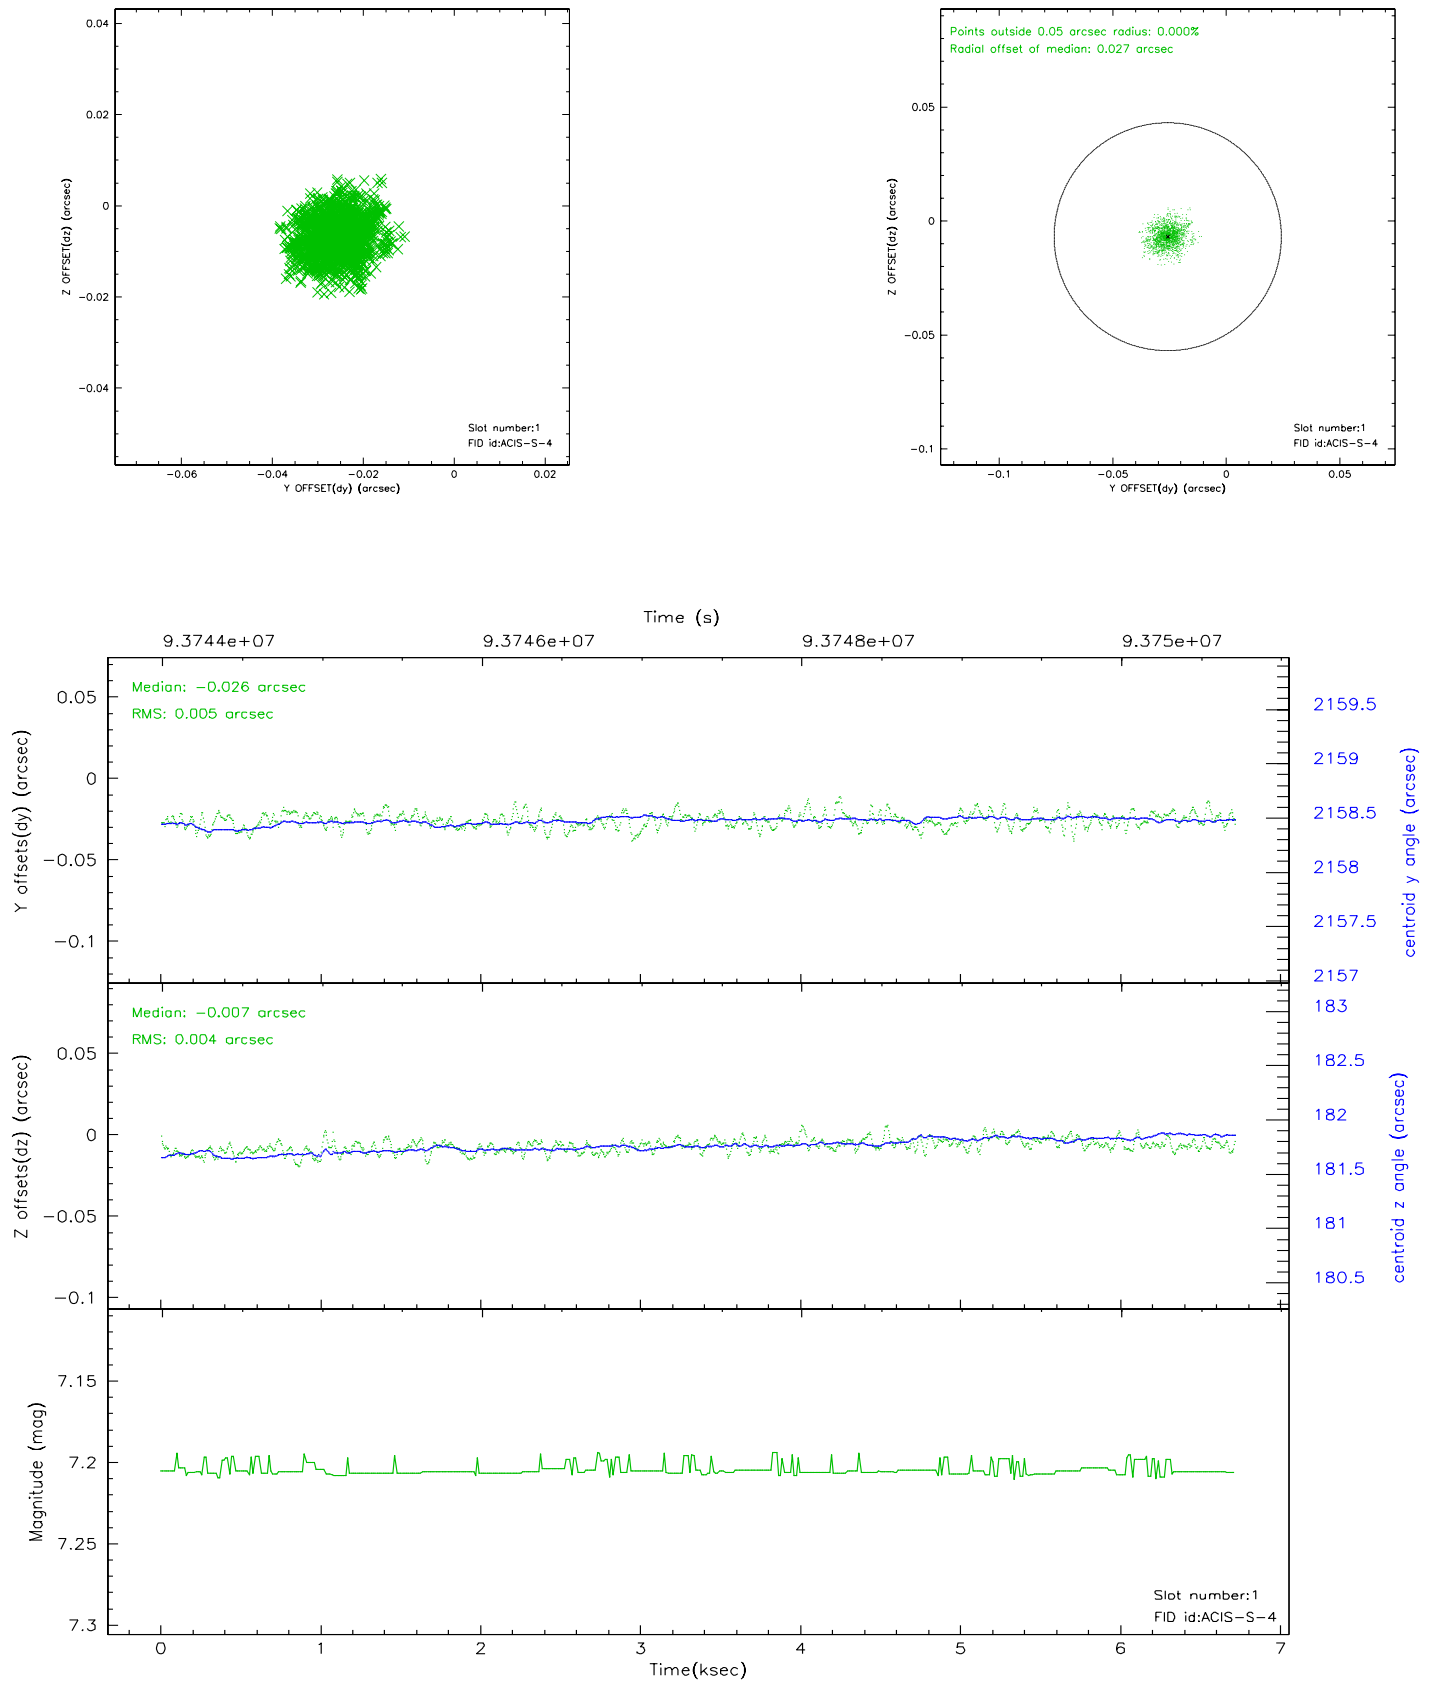 0.04
0.02
0
−0.02
−0.04
Z OFFSET(dz) (arcsec)
−0.06
−0.04
−0.02
0
0.02
Y OFFSET(dy) (arcsec)
Slot number:1
FID id:ACIS−S−4
Points outside 0.05 arcsec radius: 0.000%
Radial offset of median: 0.027 arcsec
0.05
0
−0.05
−0.1
Z OFFSET(dz) (arcsec)
−0.1
−0.05
0
0.05
Y OFFSET(dy) (arcsec)
Slot number:1
FID id:ACIS−S−4
Time (s)
9.3744e+07
9.3746e+07
9.3748e+07
9.375e+07
Median: −0.026 arcsec
RMS: 0.005 arcsec
0.05
0
−0.05
−0.1
Y offsets(dy) (arcsec)
2159.5
2159
2158.5
2158
2157.5
2157
centroid y angle (arcsec)
Median: −0.007 arcsec
RMS: 0.004 arcsec
0.05
0
−0.05
−0.1
Z offsets(dz) (arcsec)
183
182.5
182
181.5
181
180.5
centroid z angle (arcsec)
7.15
7.2
7.25
7.3
Magnitude (mag)
Slot number:1
FID id:ACIS−S−4
0
1
2
3
4
5
6
7
Time(ksec)